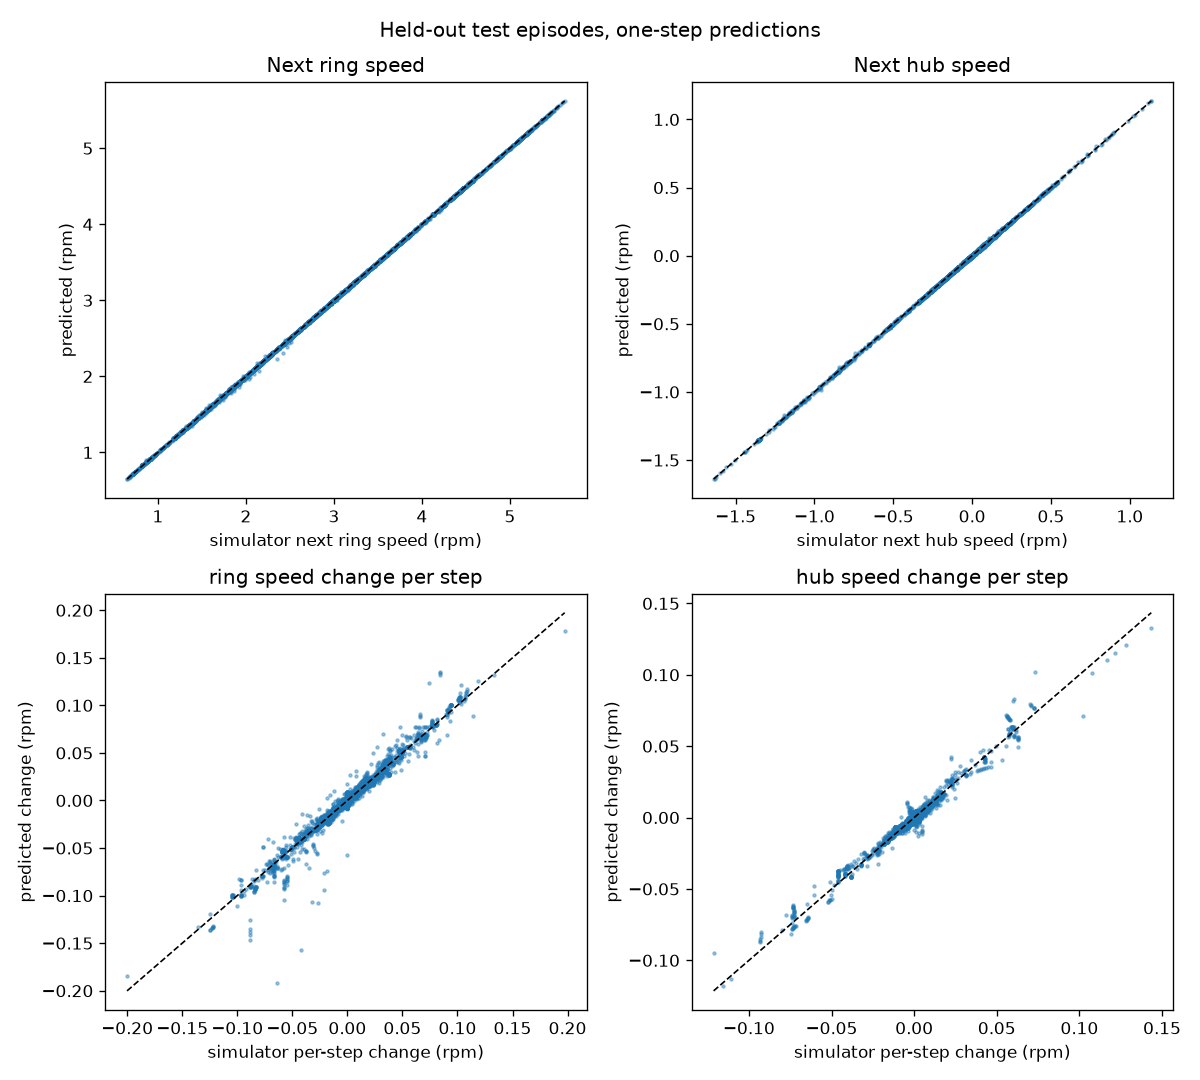 Held-out test episodes, one-step predictions
Next ring speed
predicted (rpm)
5
4
3
2
1
1 2 3 4 5
simulator next ring speed (rpm)
Next hub speed
predicted (rpm)
1.0
0.5
0.0
−0.5
−1.0
−1.5
−1.5 −1.0 −0.5 0.0 0.5 1.0
simulator next hub speed (rpm)
ring speed change per step
predicted change (rpm)
0.20
0.15
0.10
0.05
0.00
−0.05
−0.10
−0.15
−0.20
−0.20 −0.15 −0.10 −0.05 0.00 0.05 0.10 0.15 0.20
simulator per-step change (rpm)
hub speed change per step
predicted change (rpm)
0.15
0.10
0.05
0.00
−0.05
−0.10
−0.10 −0.05 0.00 0.05 0.10 0.15
simulator per-step change (rpm)